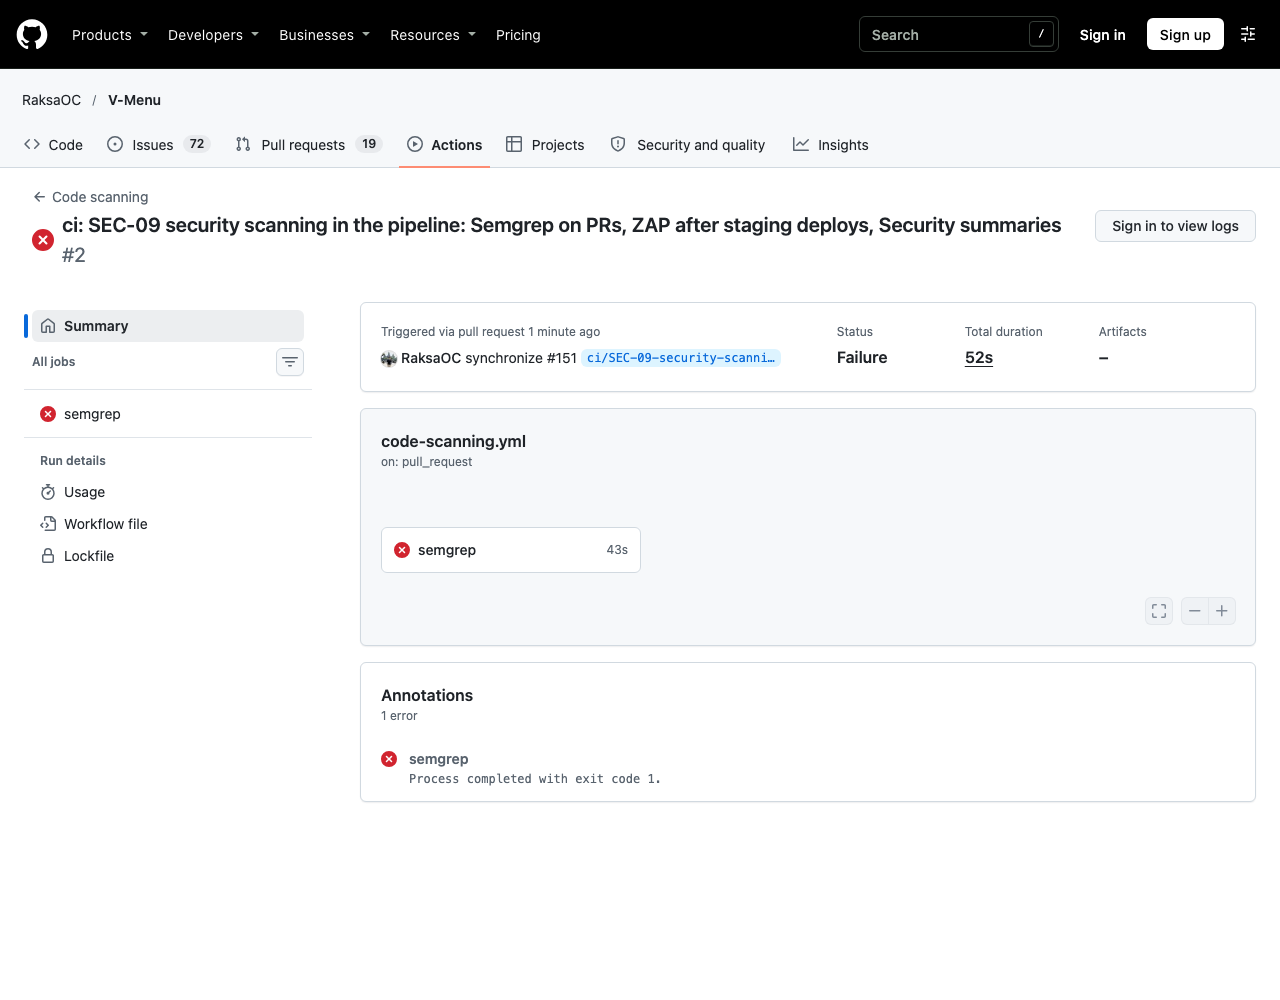 Products Developers Businesses Resources Pricing Search / Sign in Sign up
RaksaOC / V-Menu
Code Issues 72 Pull requests 19 Actions Projects Security and quality Insights
Code scanning
ci: SEC-09 security scanning in the pipeline: Semgrep on PRs, ZAP after staging deploys, Security summaries
#2
Sign in to view logs
Summary
All jobs
semgrep
Run details
Usage
Workflow file
Lockfile
Triggered via pull request 1 minute ago
RaksaOC synchronize #151 ci/SEC-09-security-scanni…
Status
Failure
Total duration
52s
Artifacts
–
code-scanning.yml
on: pull_request
semgrep 43s
Annotations
1 error
semgrep
Process completed with exit code 1.